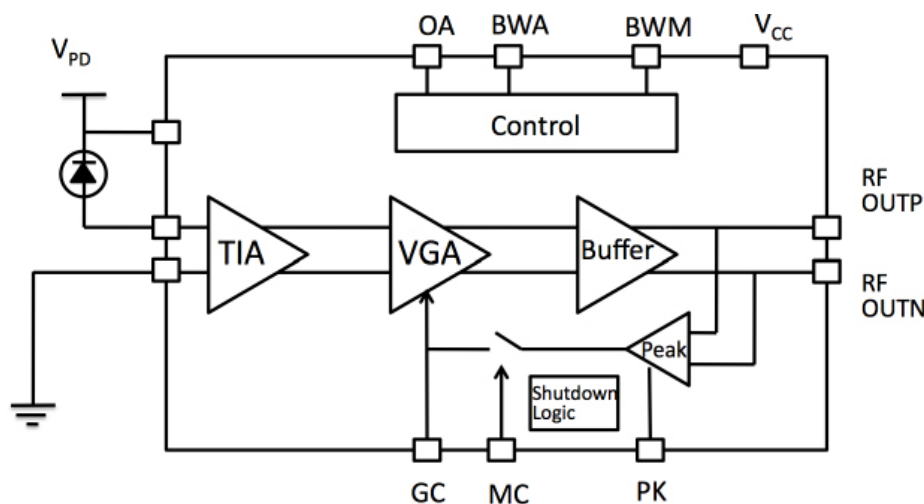 OA
BWA
BWM
VCC
VPD
Control
RF
OUTP
TIA
VGA
Buffer
RF
OUTN
Peak
Shutdown
Logic
GC
MC
PK